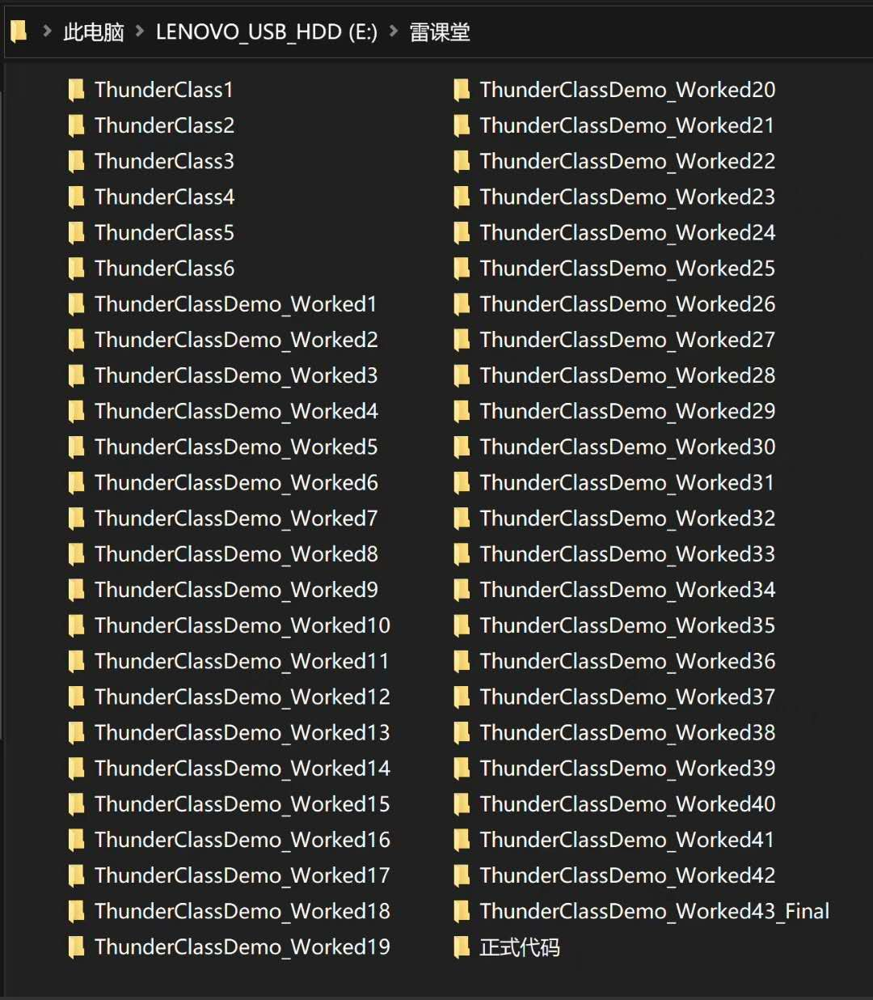 此电脑 > LENOVO_USB_HDD (E:) > 雷课堂
ThunderClass1
ThunderClass2
ThunderClass3
ThunderClass4
ThunderClass5
ThunderClass6
ThunderClassDemo_Worked1
ThunderClassDemo_Worked2
ThunderClassDemo_Worked3
ThunderClassDemo_Worked4
ThunderClassDemo_Worked5
ThunderClassDemo_Worked6
ThunderClassDemo_Worked7
ThunderClassDemo_Worked8
ThunderClassDemo_Worked9
ThunderClassDemo_Worked10
ThunderClassDemo_Worked11
ThunderClassDemo_Worked12
ThunderClassDemo_Worked13
ThunderClassDemo_Worked14
ThunderClassDemo_Worked15
ThunderClassDemo_Worked16
ThunderClassDemo_Worked17
ThunderClassDemo_Worked18
ThunderClassDemo_Worked19
ThunderClassDemo_Worked20
ThunderClassDemo_Worked21
ThunderClassDemo_Worked22
ThunderClassDemo_Worked23
ThunderClassDemo_Worked24
ThunderClassDemo_Worked25
ThunderClassDemo_Worked26
ThunderClassDemo_Worked27
ThunderClassDemo_Worked28
ThunderClassDemo_Worked29
ThunderClassDemo_Worked30
ThunderClassDemo_Worked31
ThunderClassDemo_Worked32
ThunderClassDemo_Worked33
ThunderClassDemo_Worked34
ThunderClassDemo_Worked35
ThunderClassDemo_Worked36
ThunderClassDemo_Worked37
ThunderClassDemo_Worked38
ThunderClassDemo_Worked39
ThunderClassDemo_Worked40
ThunderClassDemo_Worked41
ThunderClassDemo_Worked42
ThunderClassDemo_Worked43_Final
正式代码